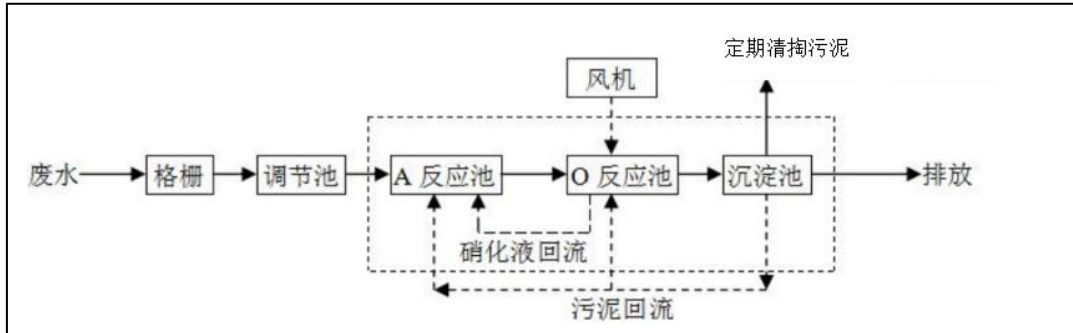 定期清掏污泥
风机
废水
格栅
调节池
A 反应池
O 反应池
沉淀池
排放
硝化液回流
污泥回流